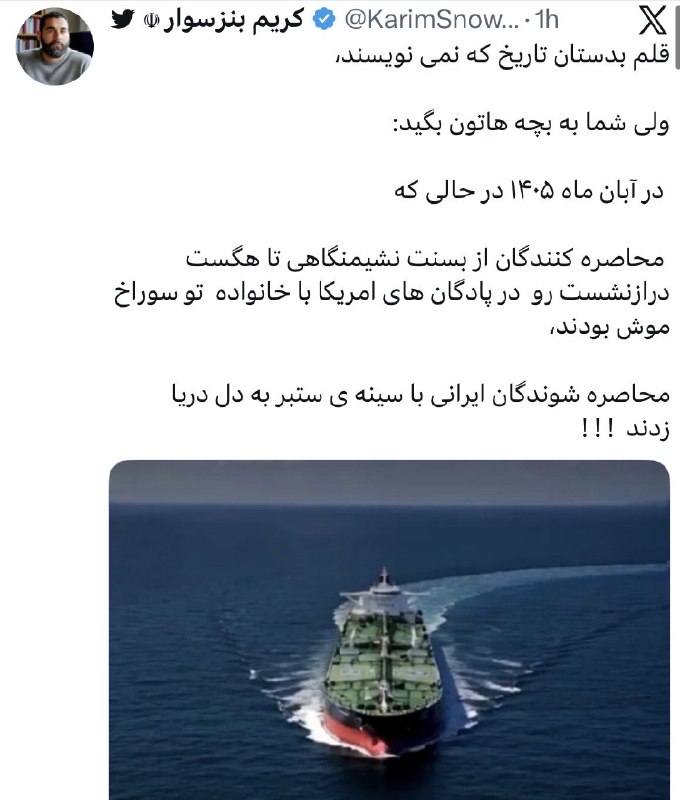 کریم بنزسوار @KarimSnow... · 1h
قلم بدستان تاریخ که نمی نویسند،
ولی شما به بچه هاتون بگید:
در آبان ماه ۱۴۰۵ در حالی که
محاصره کنندگان از بسنت نشیمنگاهی تا هگست
درازنشست رو در پادگان های امریکا با خانواده تو سوراخ
موش بودند،
محاصره شوندگان ایرانی با سینه ی ستبر به دل دریا
زدند !!!